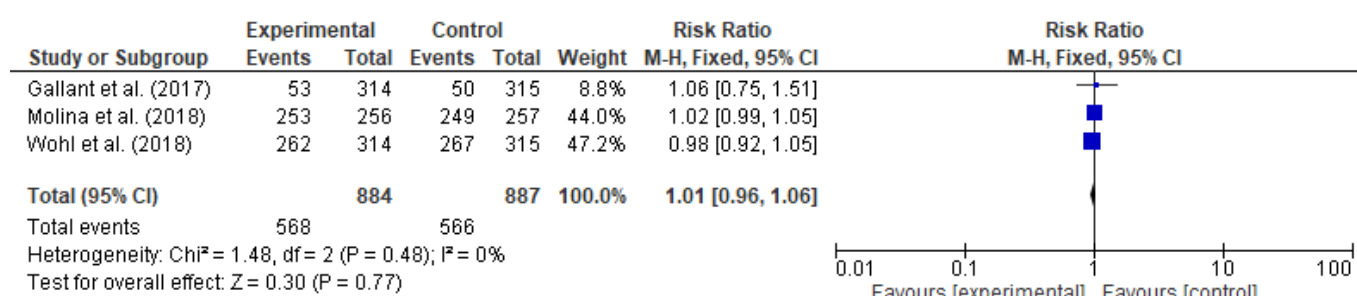 Experimental Control Risk Ratio Risk Ratio
Study or Subgroup Events Total Events Total Weight M-H, Fixed, 95% CI M-H, Fixed, 95% CI
Gallant et al. (2017) 53 314 50 315 8.8% 1.06 [0.75, 1.51]
Molina et al. (2018) 253 256 249 257 44.0% 1.02 [0.99, 1.05]
Wohl et al. (2018) 262 314 267 315 47.2% 0.98 [0.92, 1.05]
Total (95% CI) 884 887 100.0% 1.01 [0.96, 1.06]
Total events 568 566
Heterogeneity: Chi² = 1.48, df = 2 (P = 0.48); I² = 0%
Test for overall effect: Z = 0.30 (P = 0.77)
0.01 0.1 1 10 100
Favours [experimental] Favours [control]